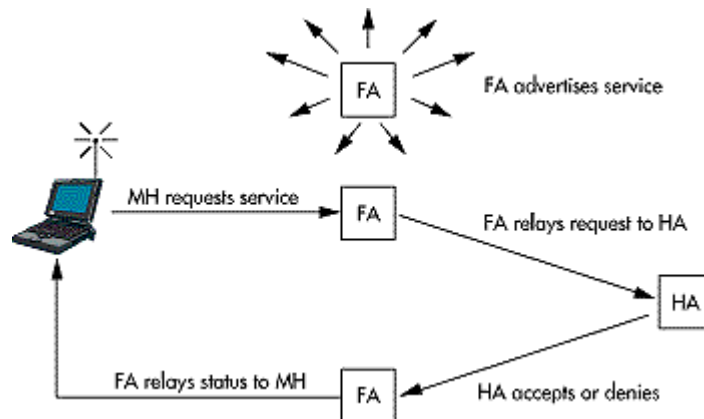 FA
FA advertises service
MH requests service
FA
FA relays request to HA
HA
FA relays status to MH
FA
HA accepts or denies